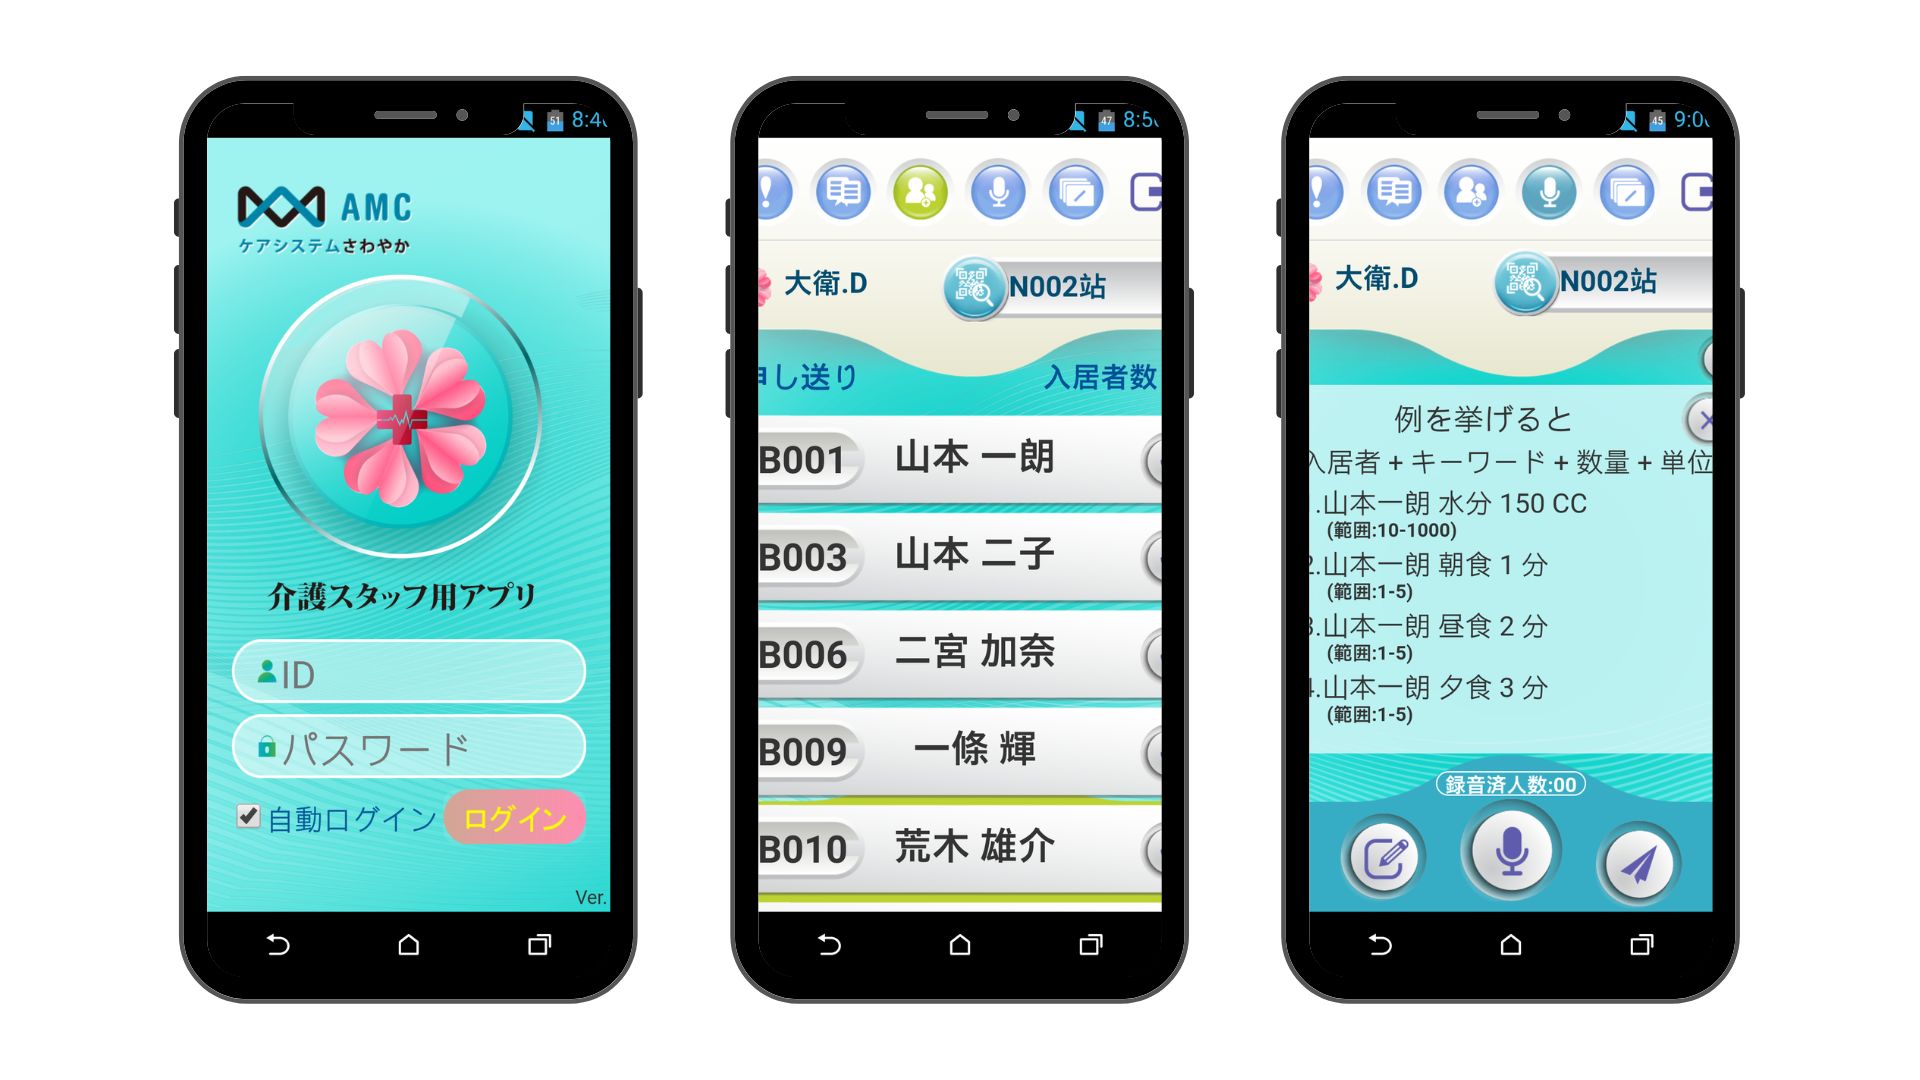 51 8:4
AMC
ケアシステムさわやか
介護スタッフ用アプリ
ID
パスワード
自動ログイン ログイン
Ver.
47 8:5
大衛.D N002站
し送り 入居者数
B001 山本 一朗
B003 山本 二子
B006 二宮 加奈
B009 一條 輝
B010 荒木 雄介
45 9:0
大衛.D N002站
例を挙げると
入居者 + キーワード + 数量 + 単位
.山本一朗 水分 150 CC
(範囲:10-1000)
2.山本一朗 朝食 1 分
(範囲:1-5)
3.山本一朗 昼食 2 分
(範囲:1-5)
4.山本一朗 夕食 3 分
(範囲:1-5)
録音済人数:00